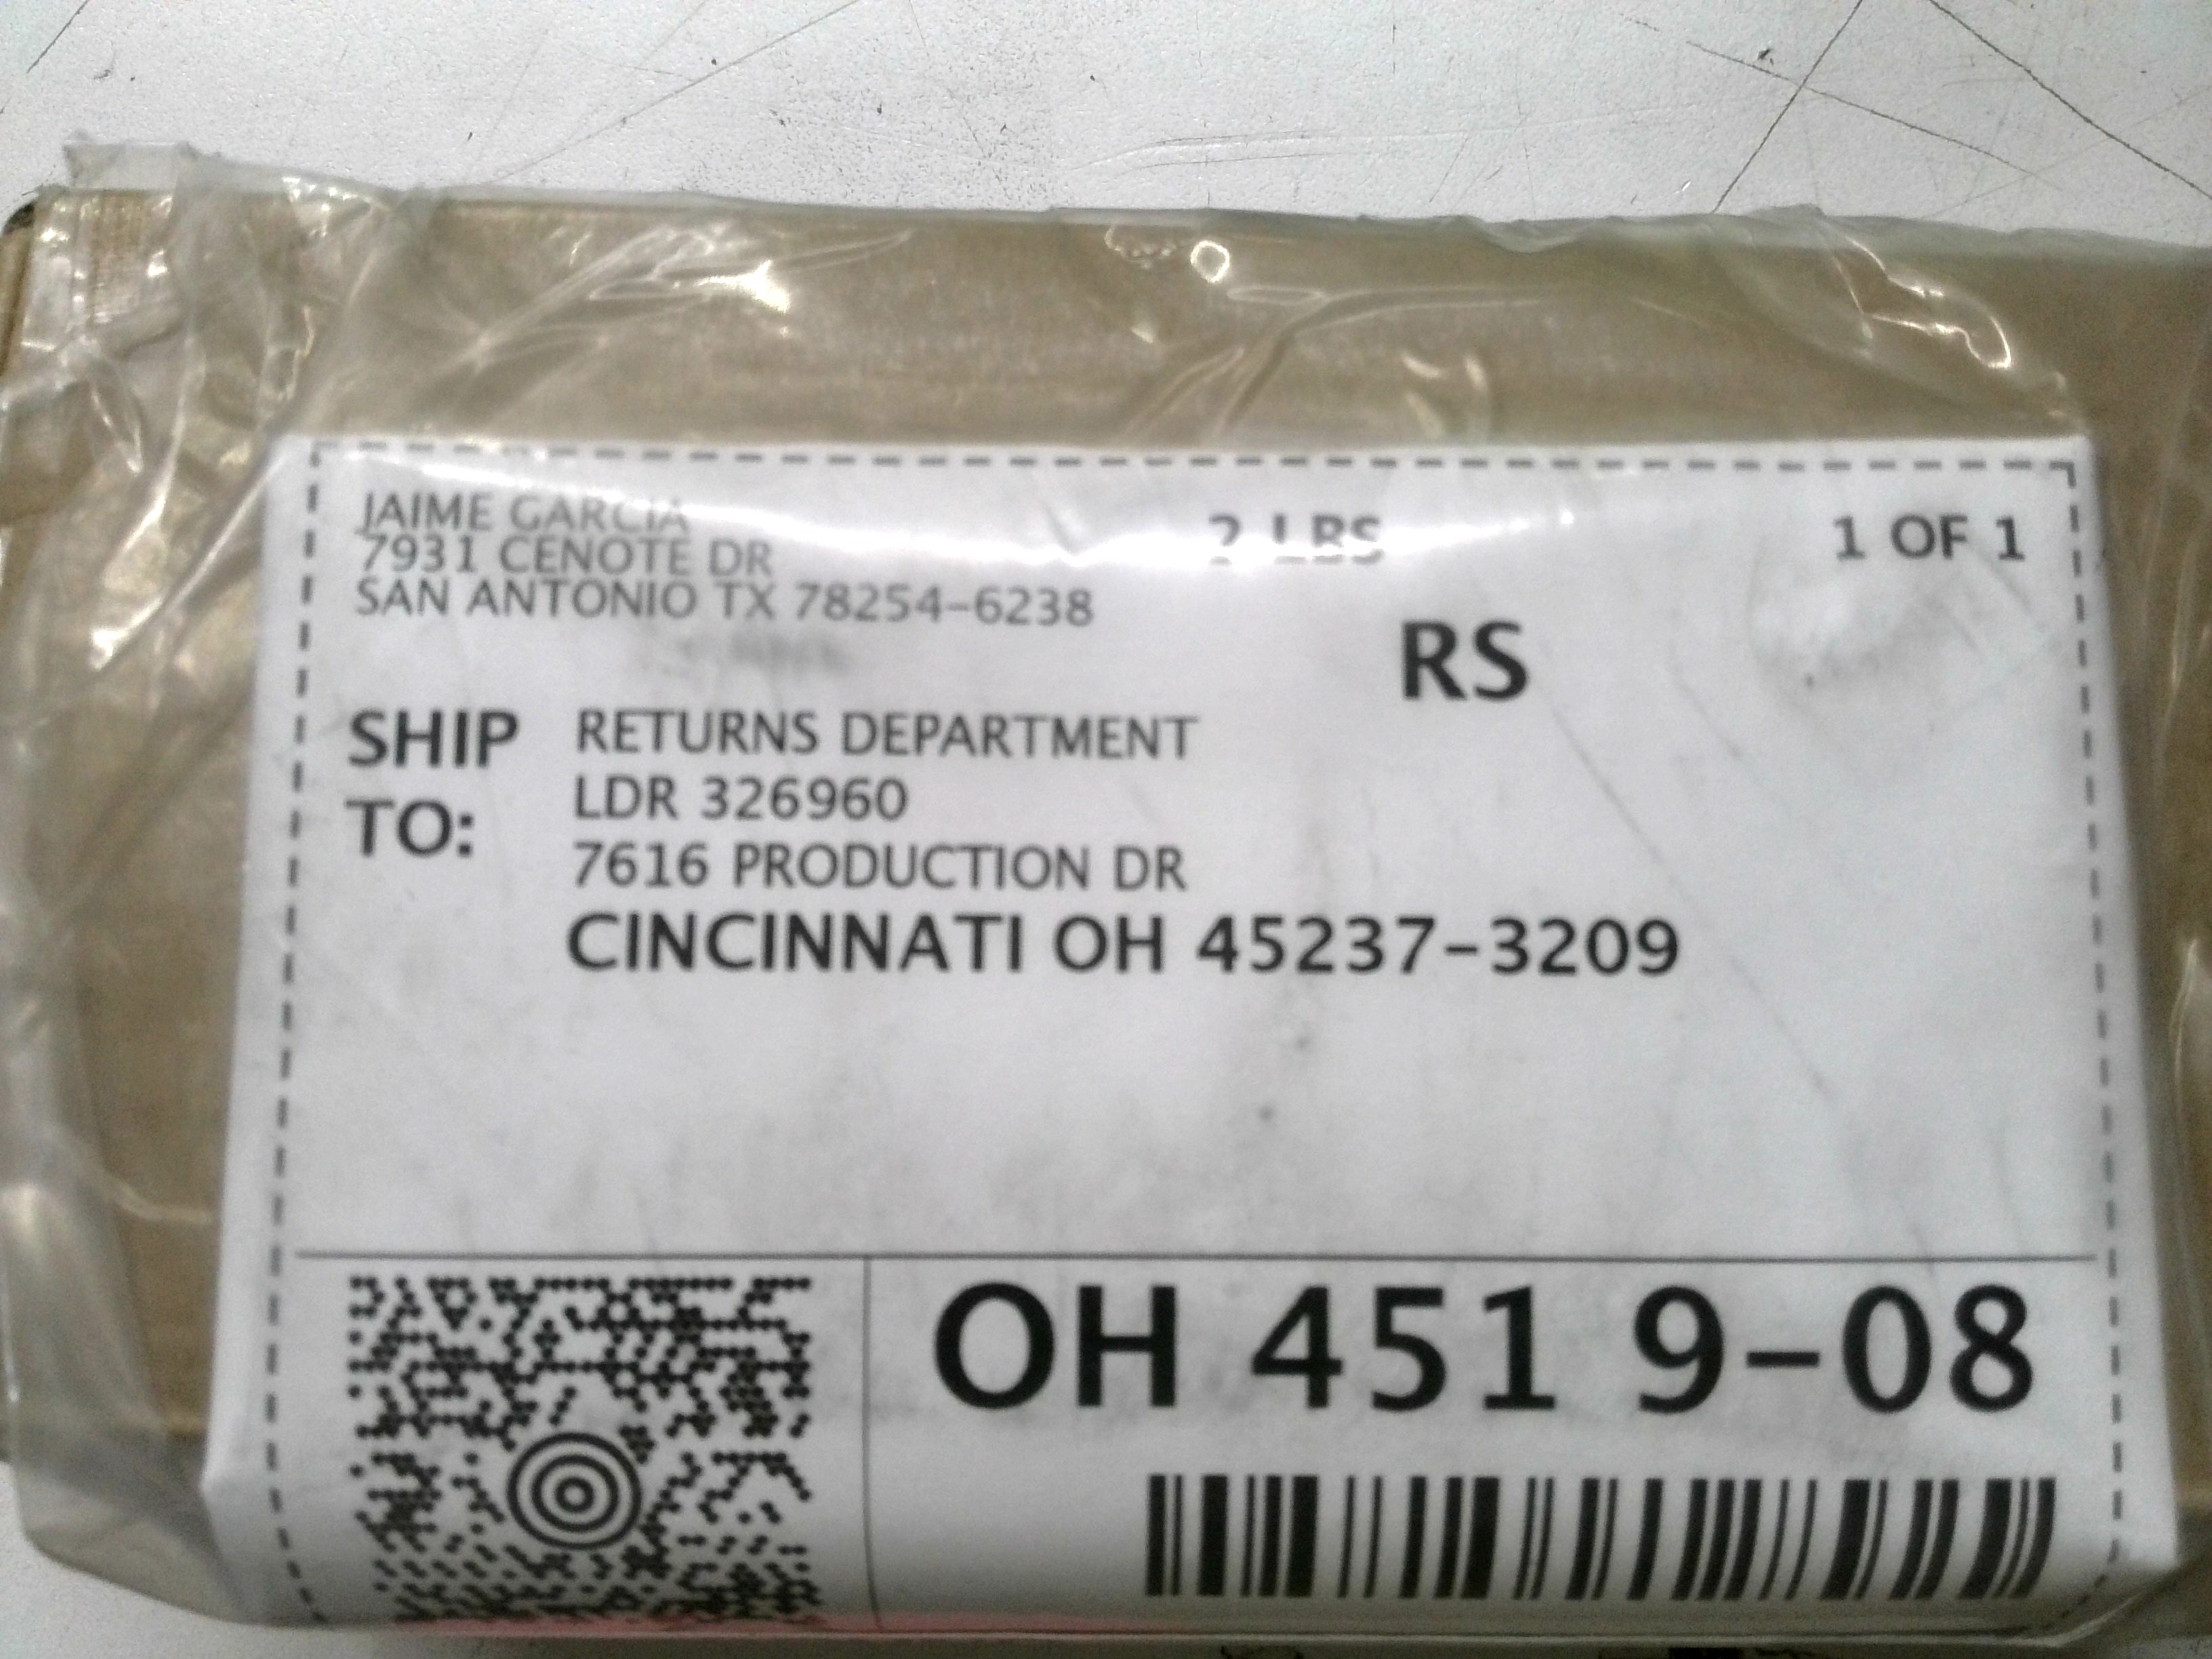 JAIME GARCIA
7931 CENOTE DR
SAN ANTONIO TX 78254-6238
2 LBS
1 OF 1
RS
SHIP TO:
RETURNS DEPARTMENT
LDR 326960
7616 PRODUCTION DR
CINCINNATI OH 45237-3209
OH 451 9-08